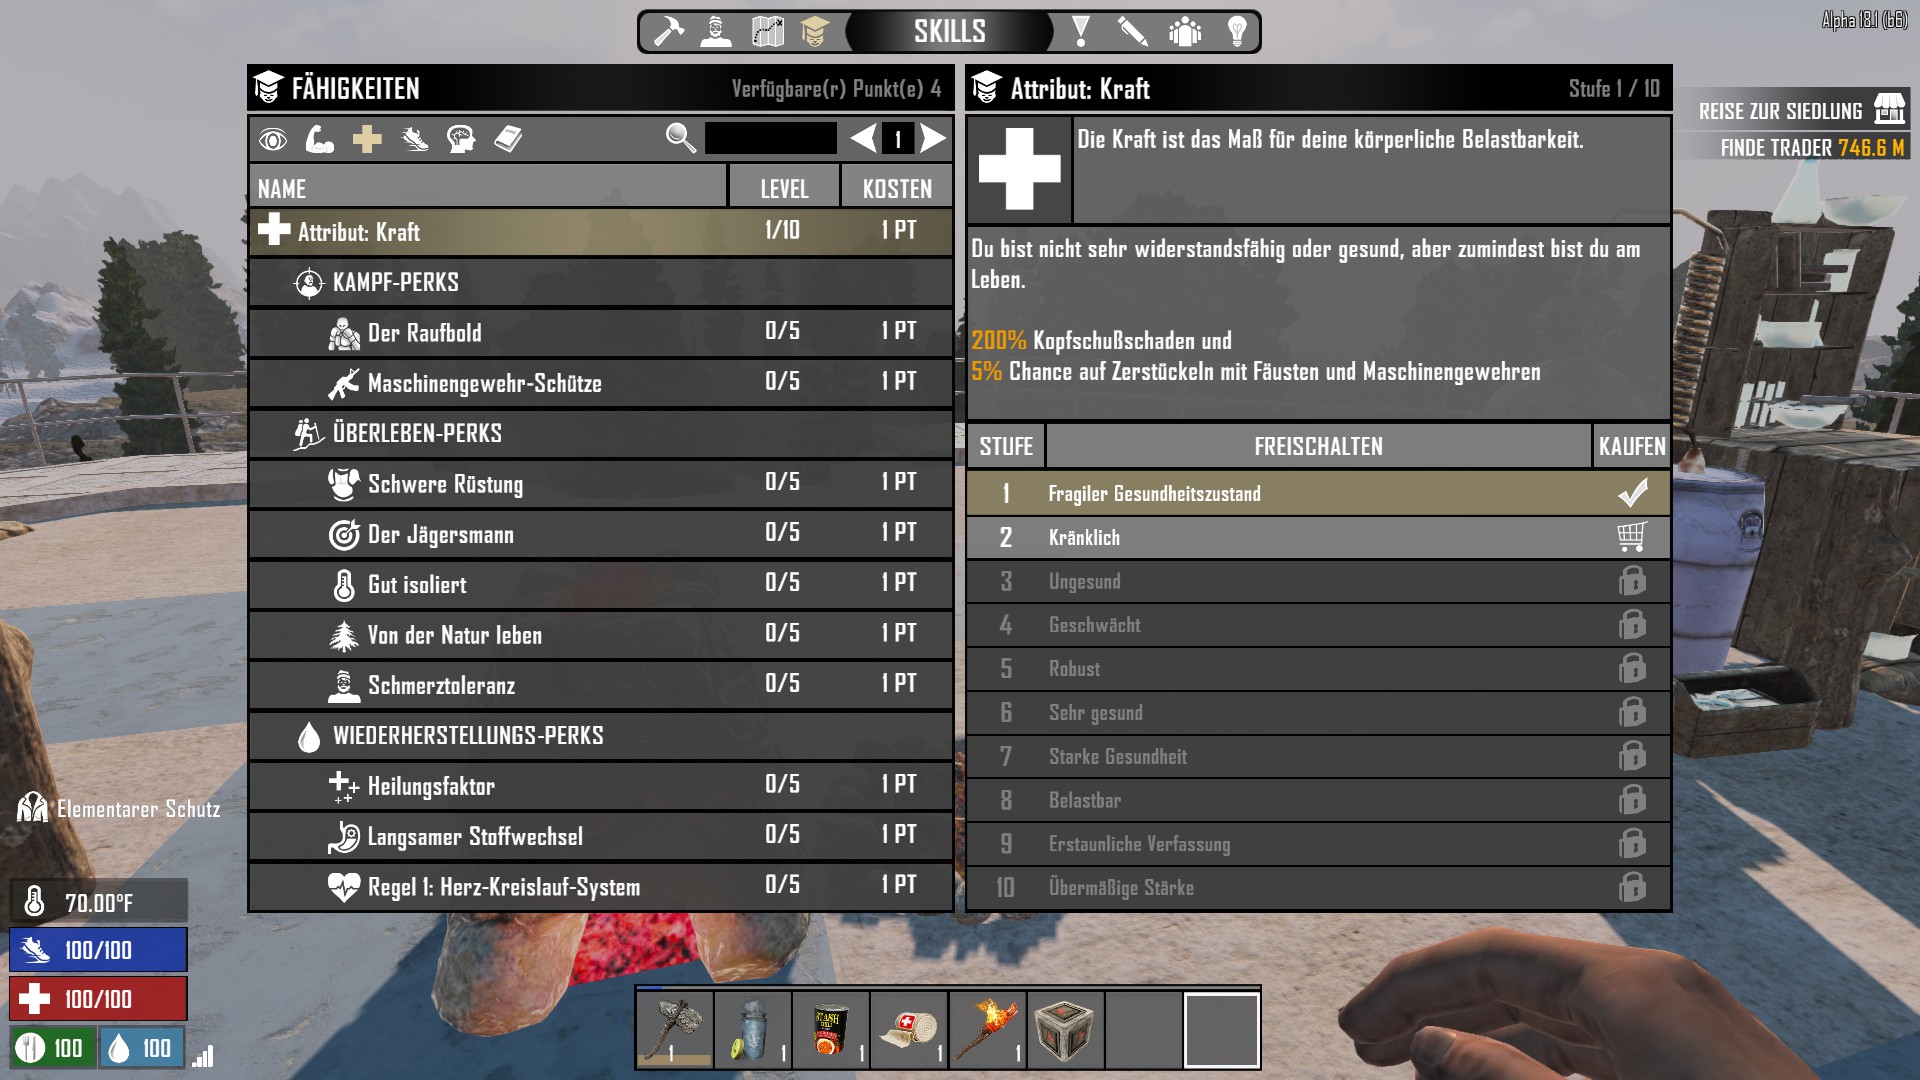 SKILLS
Alpha 18.1 (b6)
FÄHIGKEITEN
Verfügbare(r) Punkt(e) 4
1
NAME LEVEL KOSTEN
Attribut: Kraft 1/10 1 PT
KAMPF-PERKS
Der Raufbold 0/5 1 PT
Maschinengewehr-Schütze 0/5 1 PT
ÜBERLEBEN-PERKS
Schwere Rüstung 0/5 1 PT
Der Jägersmann 0/5 1 PT
Gut isoliert 0/5 1 PT
Von der Natur leben 0/5 1 PT
Schmerztoleranz 0/5 1 PT
WIEDERHERSTELLUNGS-PERKS
Heilungsfaktor 0/5 1 PT
Langsamer Stoffwechsel 0/5 1 PT
Regel 1: Herz-Kreislauf-System 0/5 1 PT
Attribut: Kraft
Stufe 1 / 10
Die Kraft ist das Maß für deine körperliche Belastbarkeit.
Du bist nicht sehr widerstandsfähig oder gesund, aber zumindest bist du am
Leben.
200% Kopfschußschaden und
5% Chance auf Zerstückeln mit Fäusten und Maschinengewehren
STUFE FREISCHALTEN KAUFEN
1 Fragiler Gesundheitszustand
2 Kränklich
3 Ungesund
4 Geschwächt
5 Robust
6 Sehr gesund
7 Starke Gesundheit
8 Belastbar
9 Erstaunliche Verfassung
10 Übermäßige Stärke
REISE ZUR SIEDLUNG
FINDE TRADER 746.6 M
Elementarer Schutz
70.00°F
100/100
100/100
100 100
1 1 1 1 1